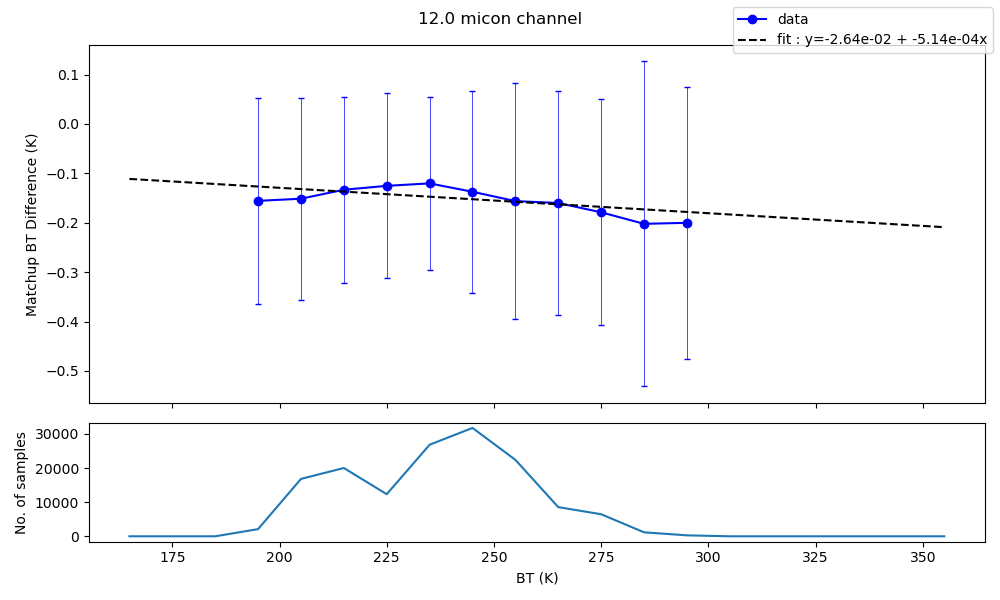 12.0 micon channel
data
fit : y=-2.64e-02 + -5.14e-04x
Matchup BT Difference (K)
0.1
0.0
−0.1
−0.2
−0.3
−0.4
−0.5
No. of samples
30000
20000
10000
0
175 200 225 250 275 300 325 350
BT (K)